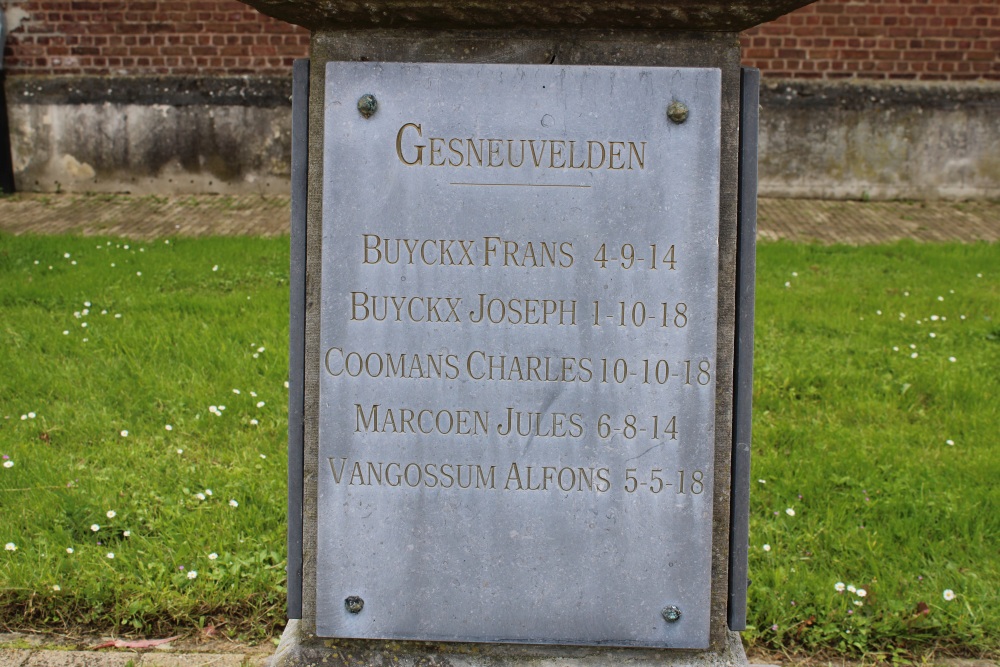 GESNEUVELDEN
BUYCKX FRANS 4-9-14
BUYCKX JOSEPH 1-10-18
COOMANS CHARLES 10-10-18
MARCOEN JULES 6-8-14
VANGOSSUM ALFONS 5-5-18